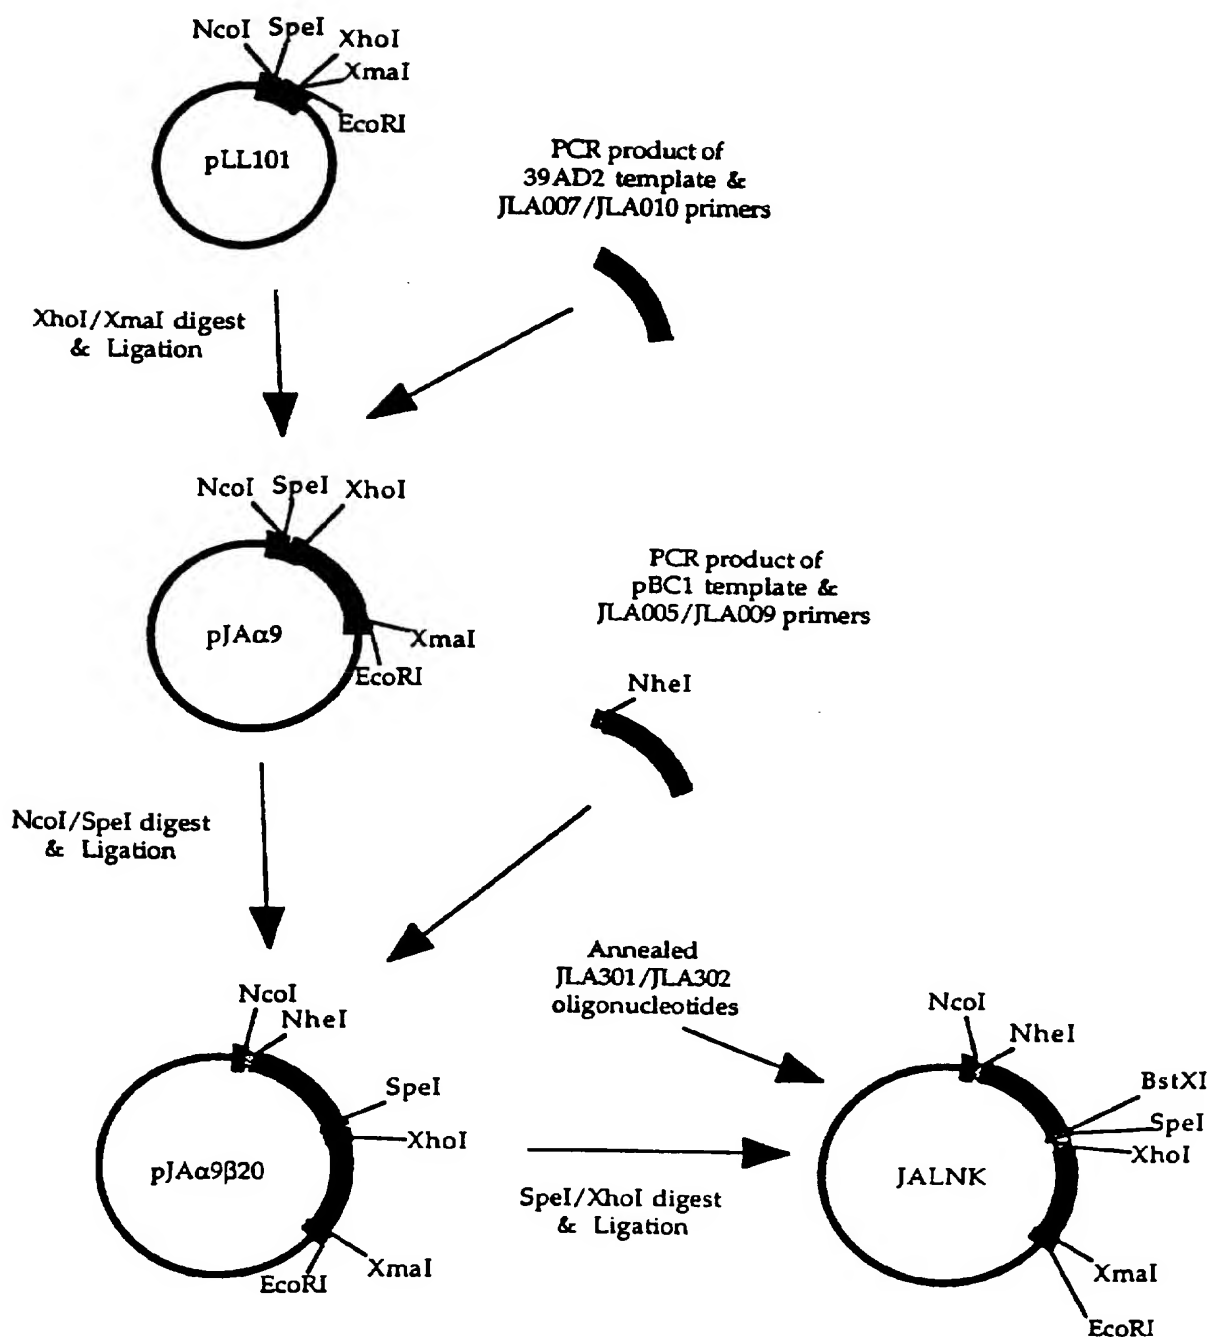 NcoI SpeI
XhoI
XmaI
EcoRI
pLL101
PCR product of
39AD2 template &
JLA007/JLA010 primers
XhoI/XmaI digest
& Ligation
NcoI SpeI XhoI
pJAα9
XmaI
EcoRI
PCR product of
pBC1 template &
JLA005/JLA009 primers
NheI
NcoI/SpeI digest
& Ligation
NcoI
NheI
SpeI
XhoI
pJAα9β20
XmaI
EcoRI
Annealed
JLA301/JLA302
oligonucleotides
SpeI/XhoI digest
& Ligation
NcoI
NheI
BstXI
SpeI
XhoI
JALNK
XmaI
EcoRI